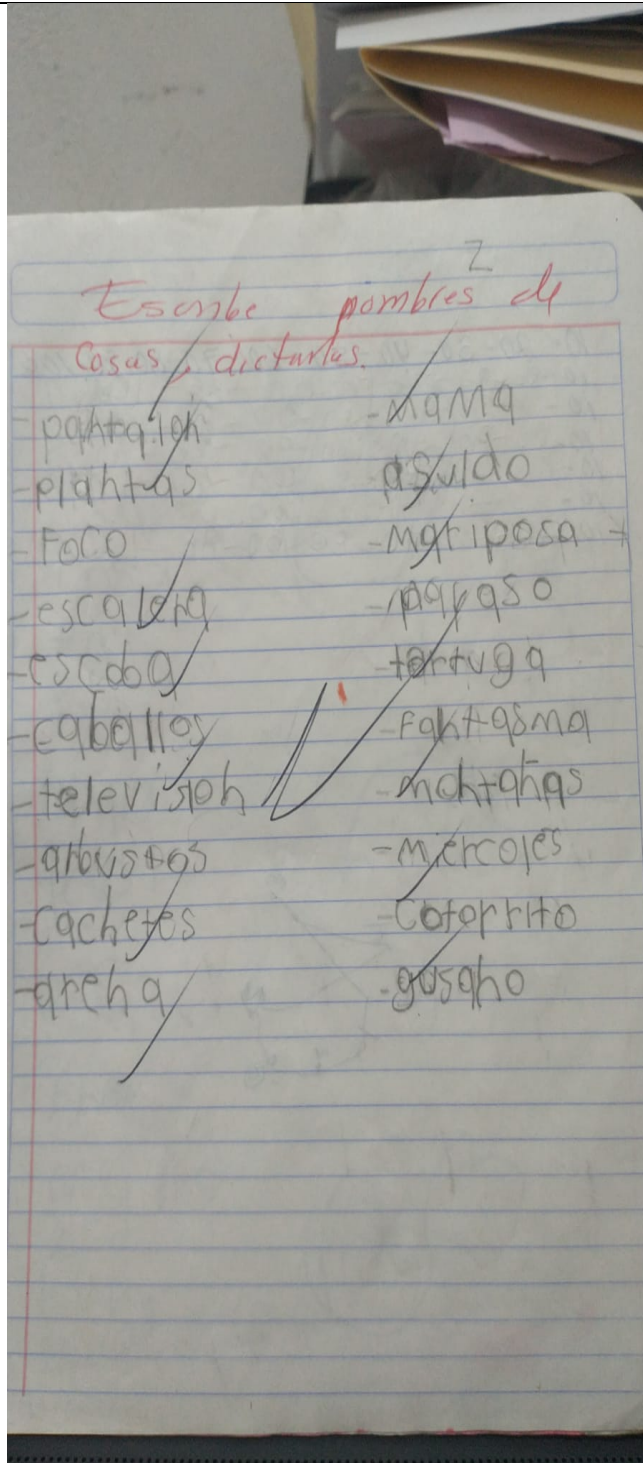 2
Escribe nombres de
cosas, dictarlas.
-pantalon
-plantas
-Foco
-escalera
-escoba
-caballos
-television
-arbustos
-cachetes
-arena
-mama
-mariposa
-payaso
-tortuga
-Fantasma
-montañas
-miercoles
-Cotorrito
-gusano